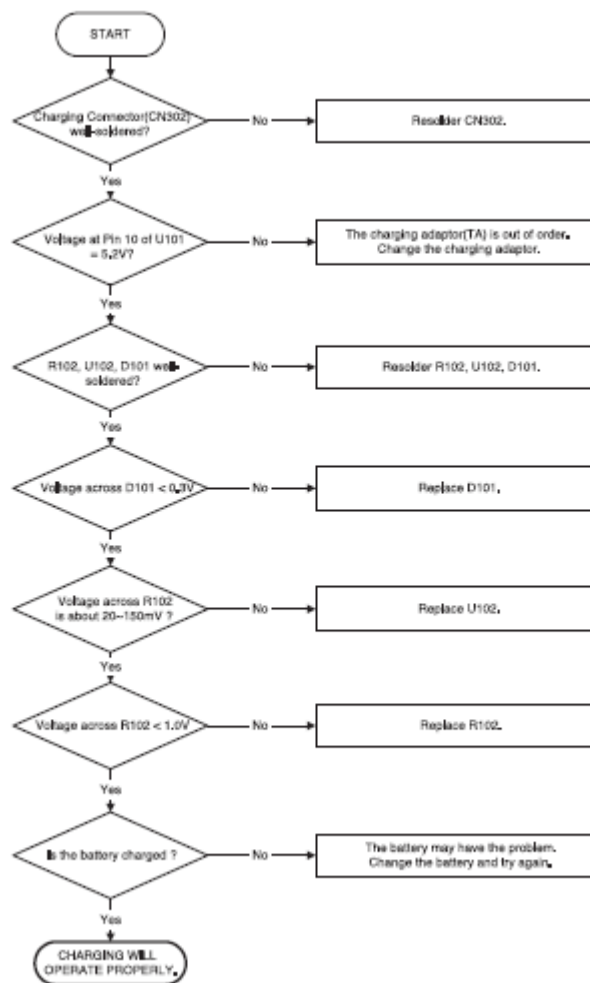 START
Charging Connector(CN302)
well-soldered?
No
Resolder CN302.
Yes
Voltage at Pin 10 of U101
= 5.2V?
No
The charging adaptor(TA) is out of order.
Change the charging adaptor.
Yes
R102, U102, D101 well-
soldered?
No
Resolder R102, U102, D101.
Yes
Voltage across D101 < 0.3V
No
Replace D101.
Yes
Voltage across R102
is about 20~150mV ?
No
Replace U102.
Yes
Voltage across R102 < 1.0V
No
Replace R102.
Yes
Is the battery charged ?
No
The battery may have the problem.
Change the battery and try again.
Yes
CHARGING WILL
OPERATE PROPERLY.